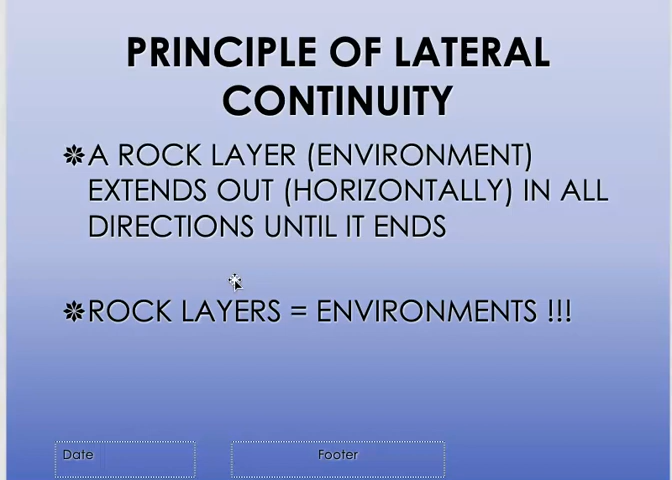 PRINCIPLE OF LATERAL
CONTINUITY
A ROCK LAYER (ENVIRONMENT)
EXTENDS OUT (HORIZONTALLY) IN ALL
DIRECTIONS UNTIL IT ENDS
ROCK LAYERS = ENVIRONMENTS !!!
Date
Footer